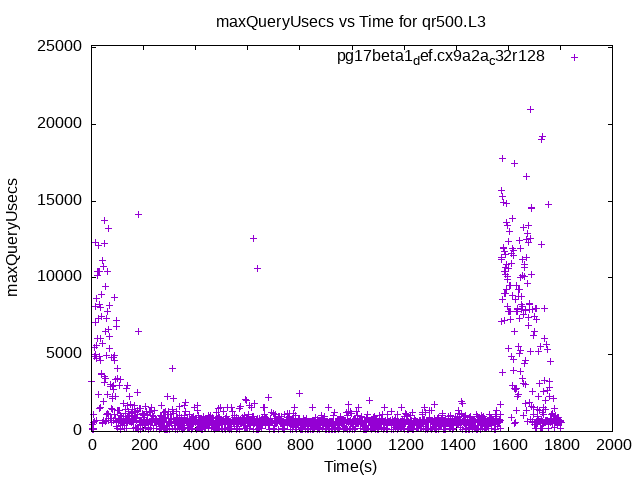 maxQueryUsecs vs Time for qr500.L3
pg17beta1_def.cx9a2a_c32r128
maxQueryUsecs
25000
20000
15000
10000
5000
0
0 200 400 600 800 1000 1200 1400 1600 1800 2000
Time(s)